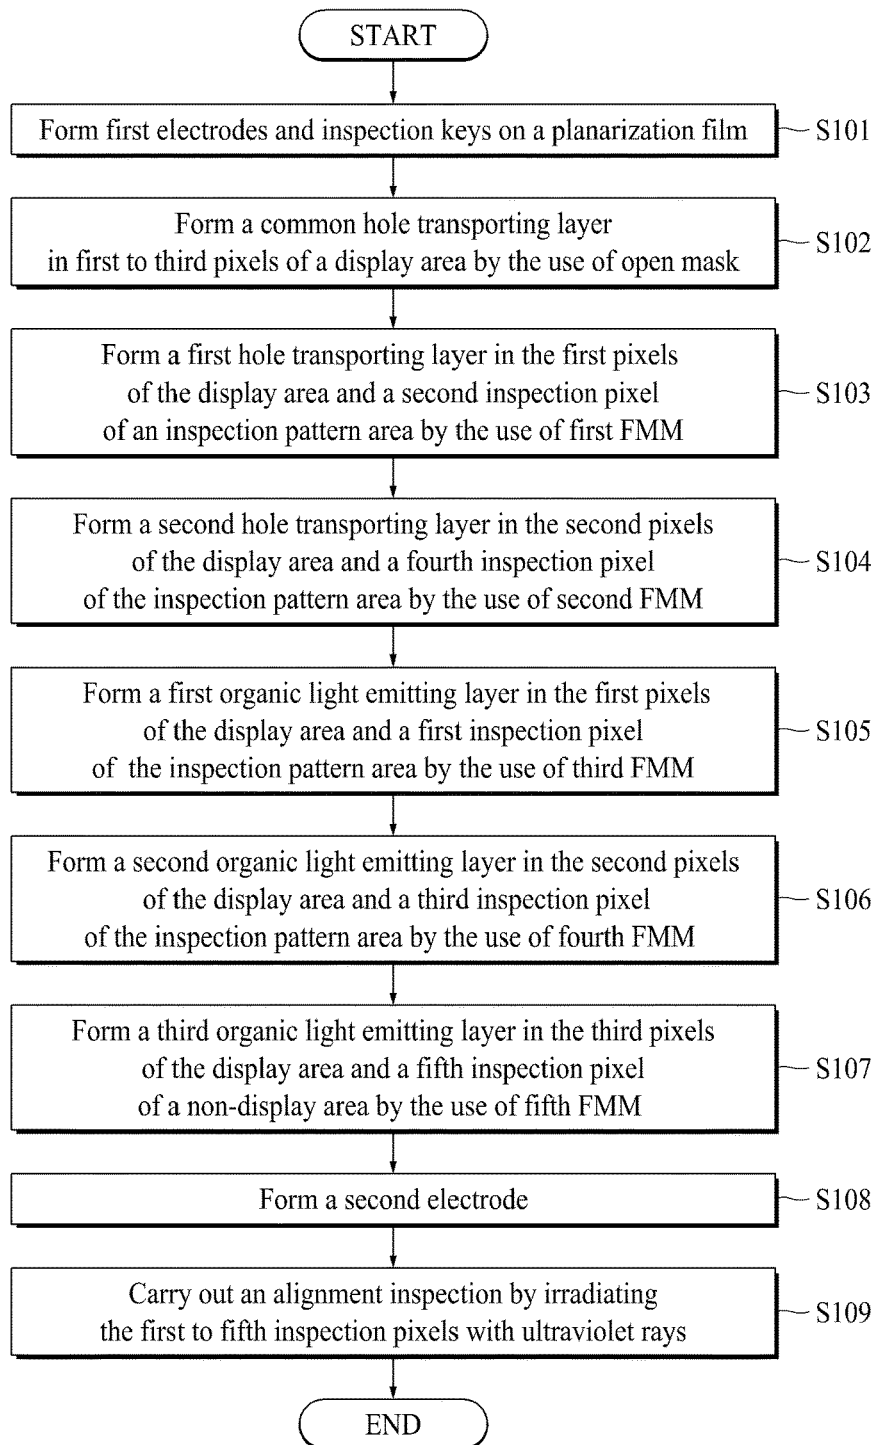 START
Form first electrodes and inspection keys on a planarization film
S101
Form a common hole transporting layer
in first to third pixels of a display area by the use of open mask
S102
Form a first hole transporting layer in the first pixels
of the display area and a second inspection pixel
of an inspection pattern area by the use of first FMM
S103
Form a second hole transporting layer in the second pixels
of the display area and a fourth inspection pixel
of the inspection pattern area by the use of second FMM
S104
Form a first organic light emitting layer in the first pixels
of the display area and a first inspection pixel
of the inspection pattern area by the use of third FMM
S105
Form a second organic light emitting layer in the second pixels
of the display area and a third inspection pixel
of the inspection pattern area by the use of fourth FMM
S106
Form a third organic light emitting layer in the third pixels
of the display area and a fifth inspection pixel
of a non-display area by the use of fifth FMM
S107
Form a second electrode
S108
Carry out an alignment inspection by irradiating
the first to fifth inspection pixels with ultraviolet rays
S109
END